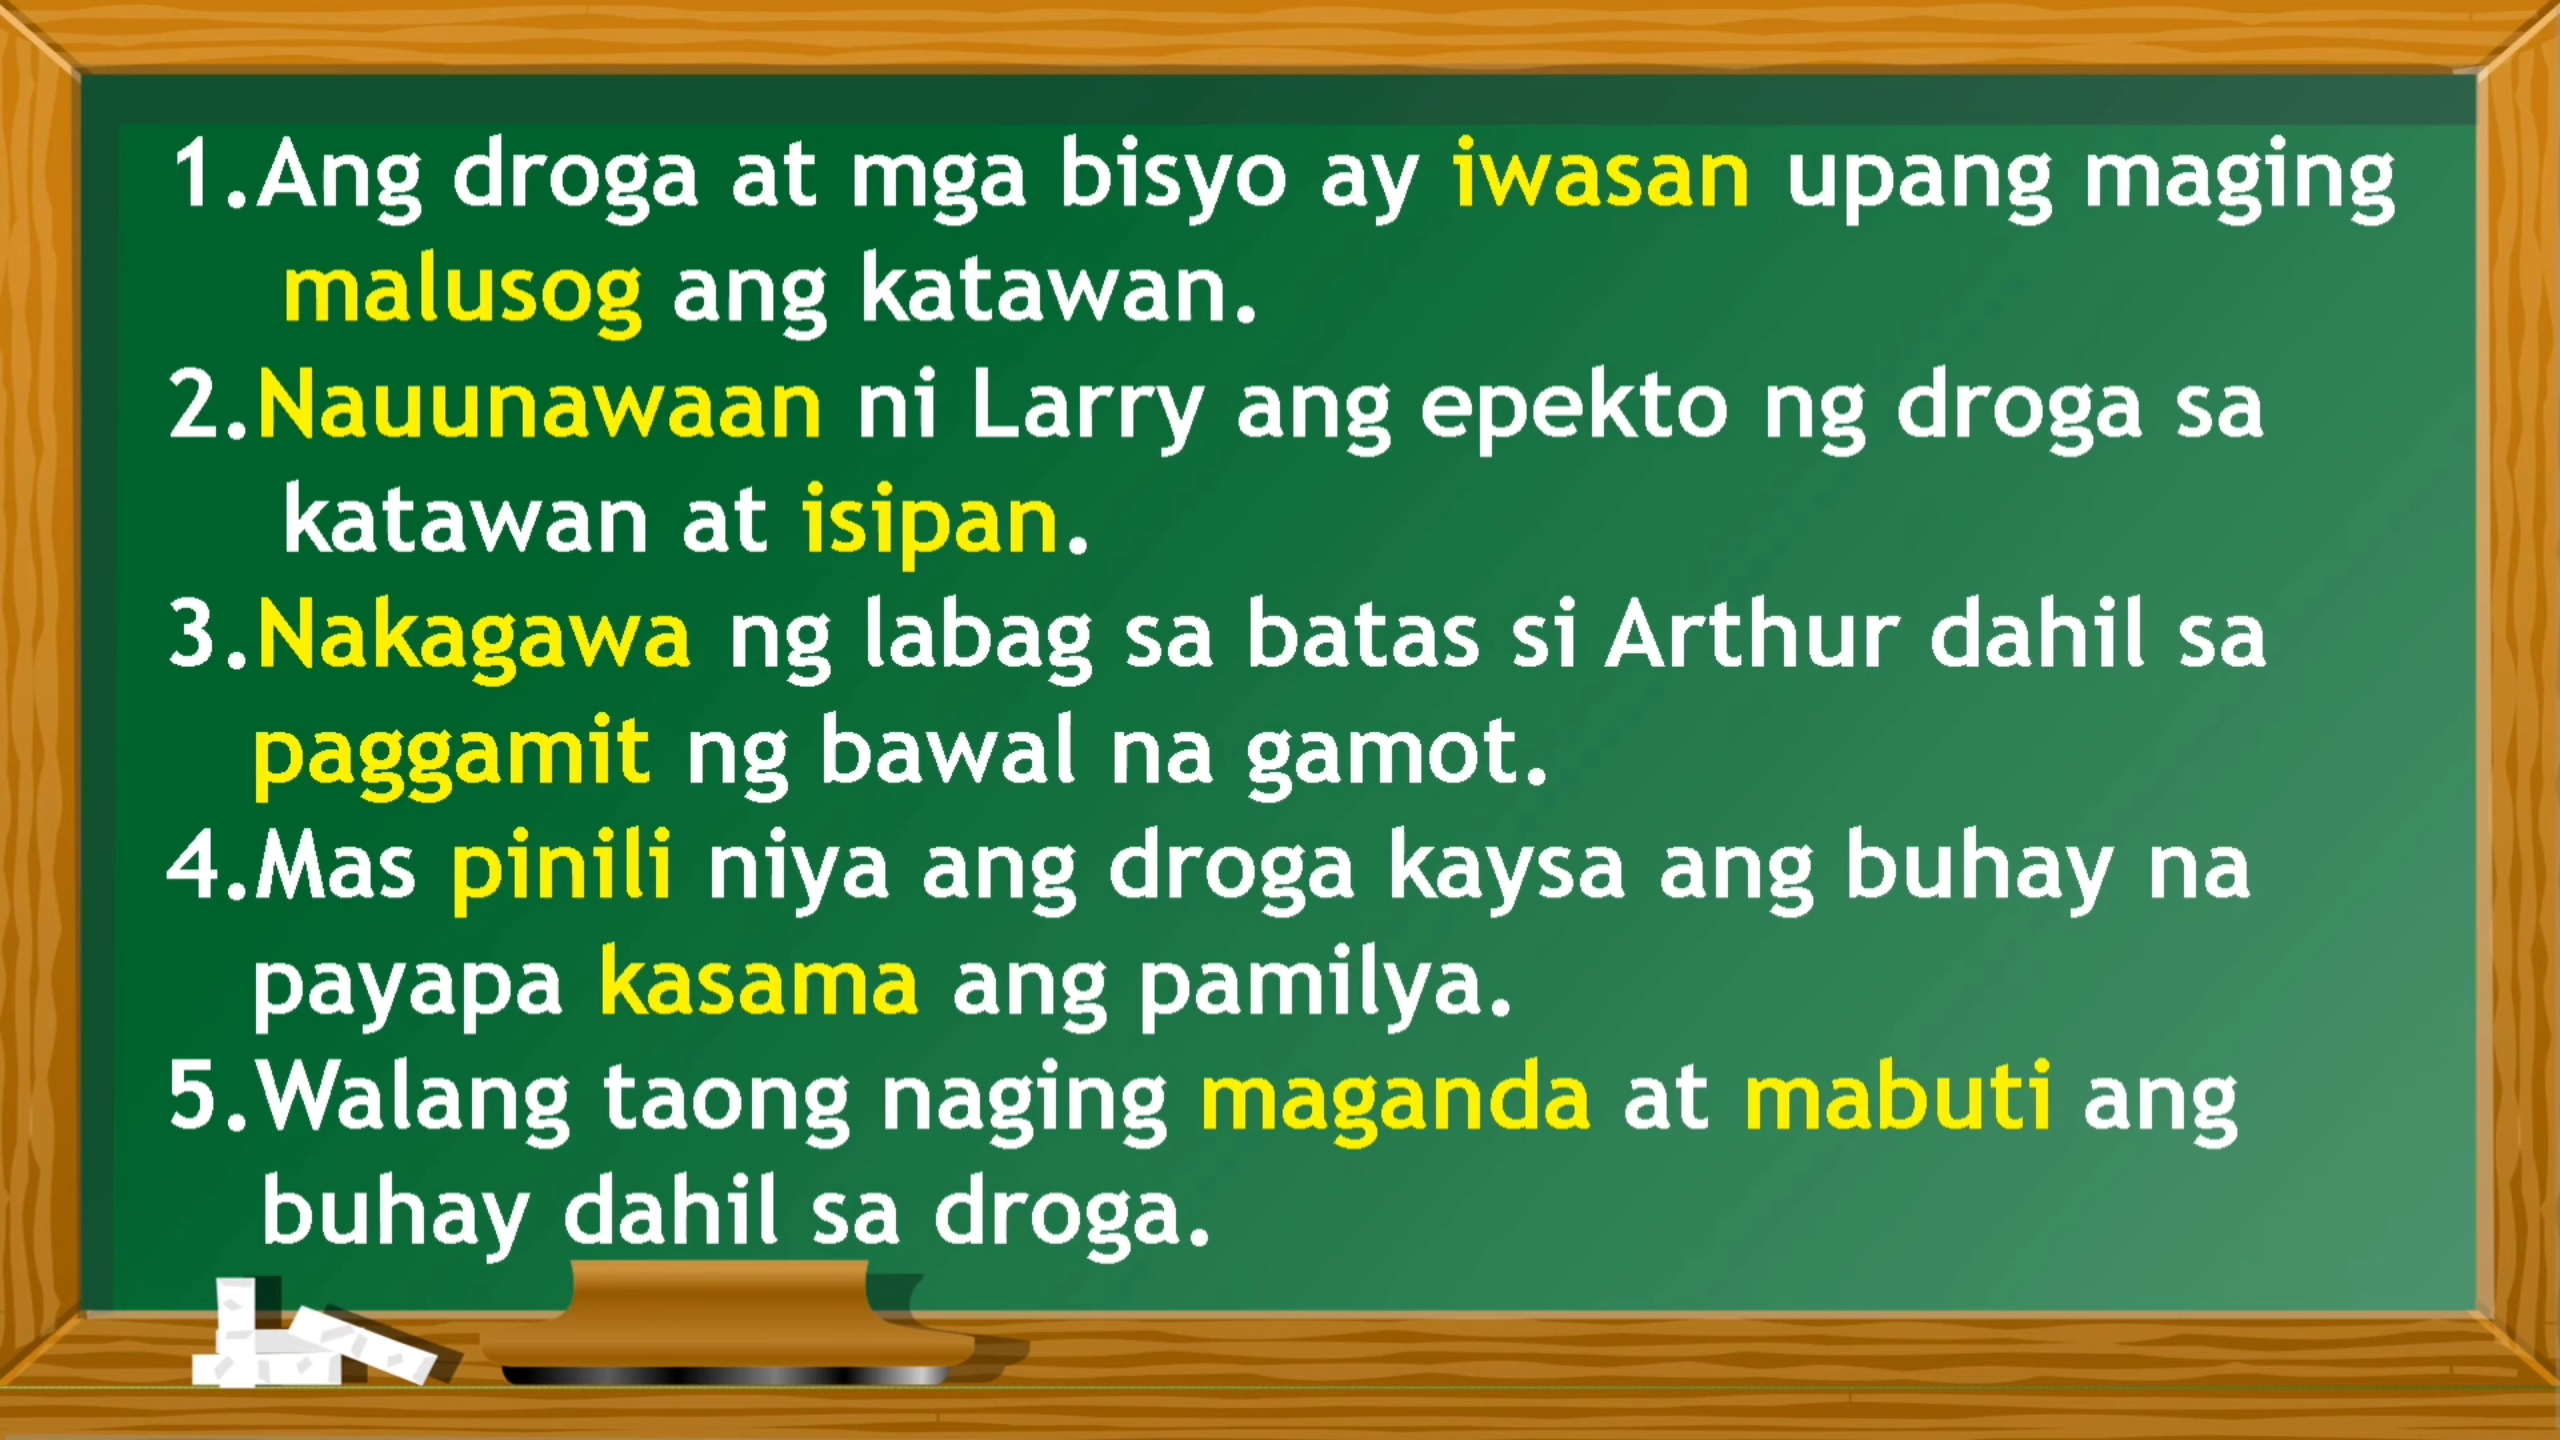 1.Ang droga at mga bisyo ay iwasan upang maging
malusog ang katawan.
2.Nauunawaan ni Larry ang epekto ng droga sa
katawan at isipan.
3.Nakagawa ng labag sa batas si Arthur dahil sa
paggamit ng bawal na gamot.
4.Mas pinili niya ang droga kaysa ang buhay na
payapa kasama ang pamilya.
5.Walang taong naging maganda at mabuti ang
buhay dahil sa droga.